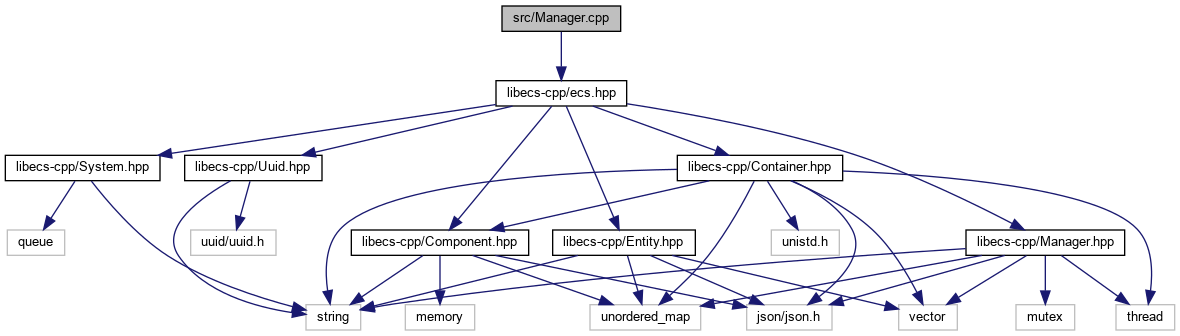 src/Manager.cpp
libecs-cpp/ecs.hpp
libecs-cpp/System.hpp
libecs-cpp/Uuid.hpp
libecs-cpp/Container.hpp
queue
uuid/uuid.h
libecs-cpp/Component.hpp
libecs-cpp/Entity.hpp
unistd.h
libecs-cpp/Manager.hpp
string
memory
unordered_map
json/json.h
vector
mutex
thread